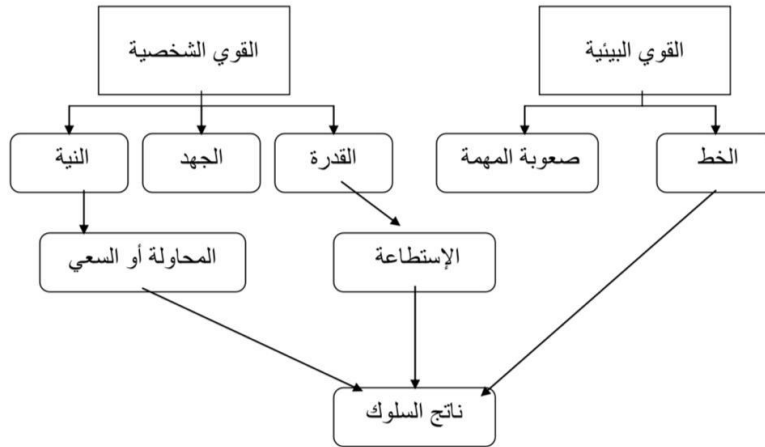 القوي البيئية
القوي الشخصية
الخط
صعوبة المهمة
القدرة
الجهد
النية
الإستطاعة
المحاولة أو السعي
ناتج السلوك